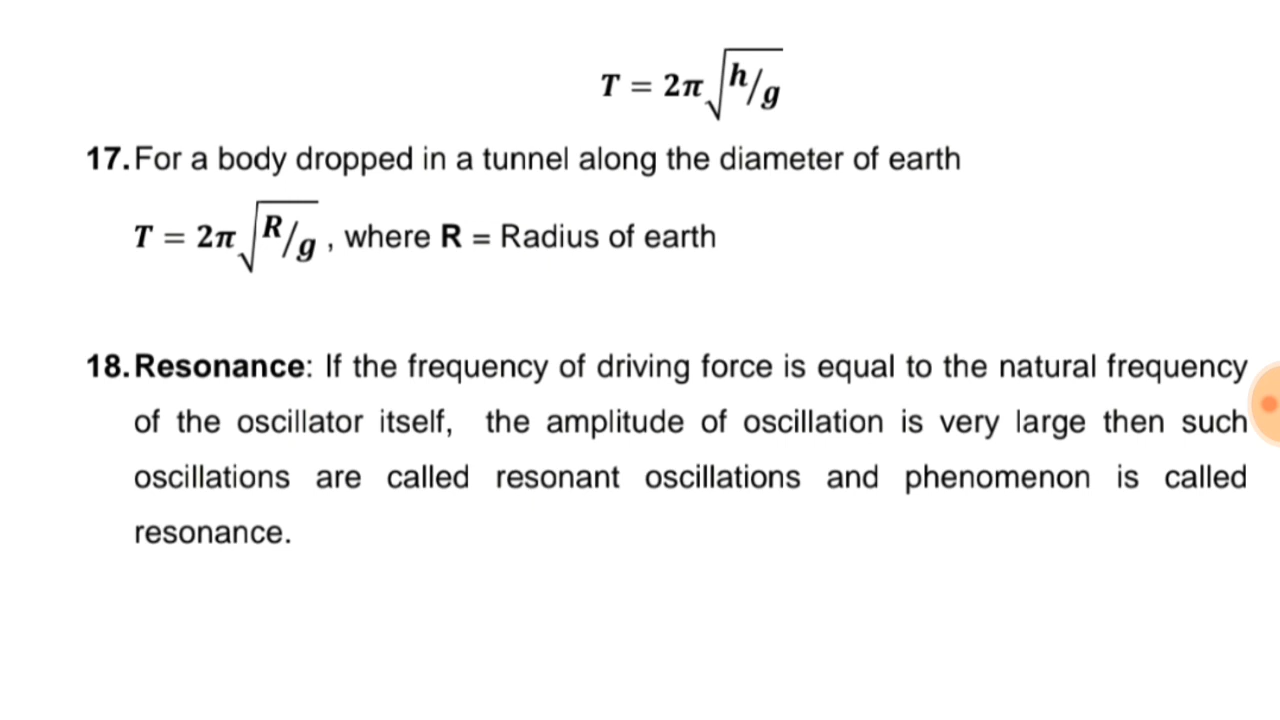 T = 2π√h/g
17. For a body dropped in a tunnel along the diameter of earth
T = 2π√R/g , where R = Radius of earth
18. Resonance: If the frequency of driving force is equal to the natural frequency
of the oscillator itself, the amplitude of oscillation is very large then such
oscillations are called resonant oscillations and phenomenon is called
resonance.